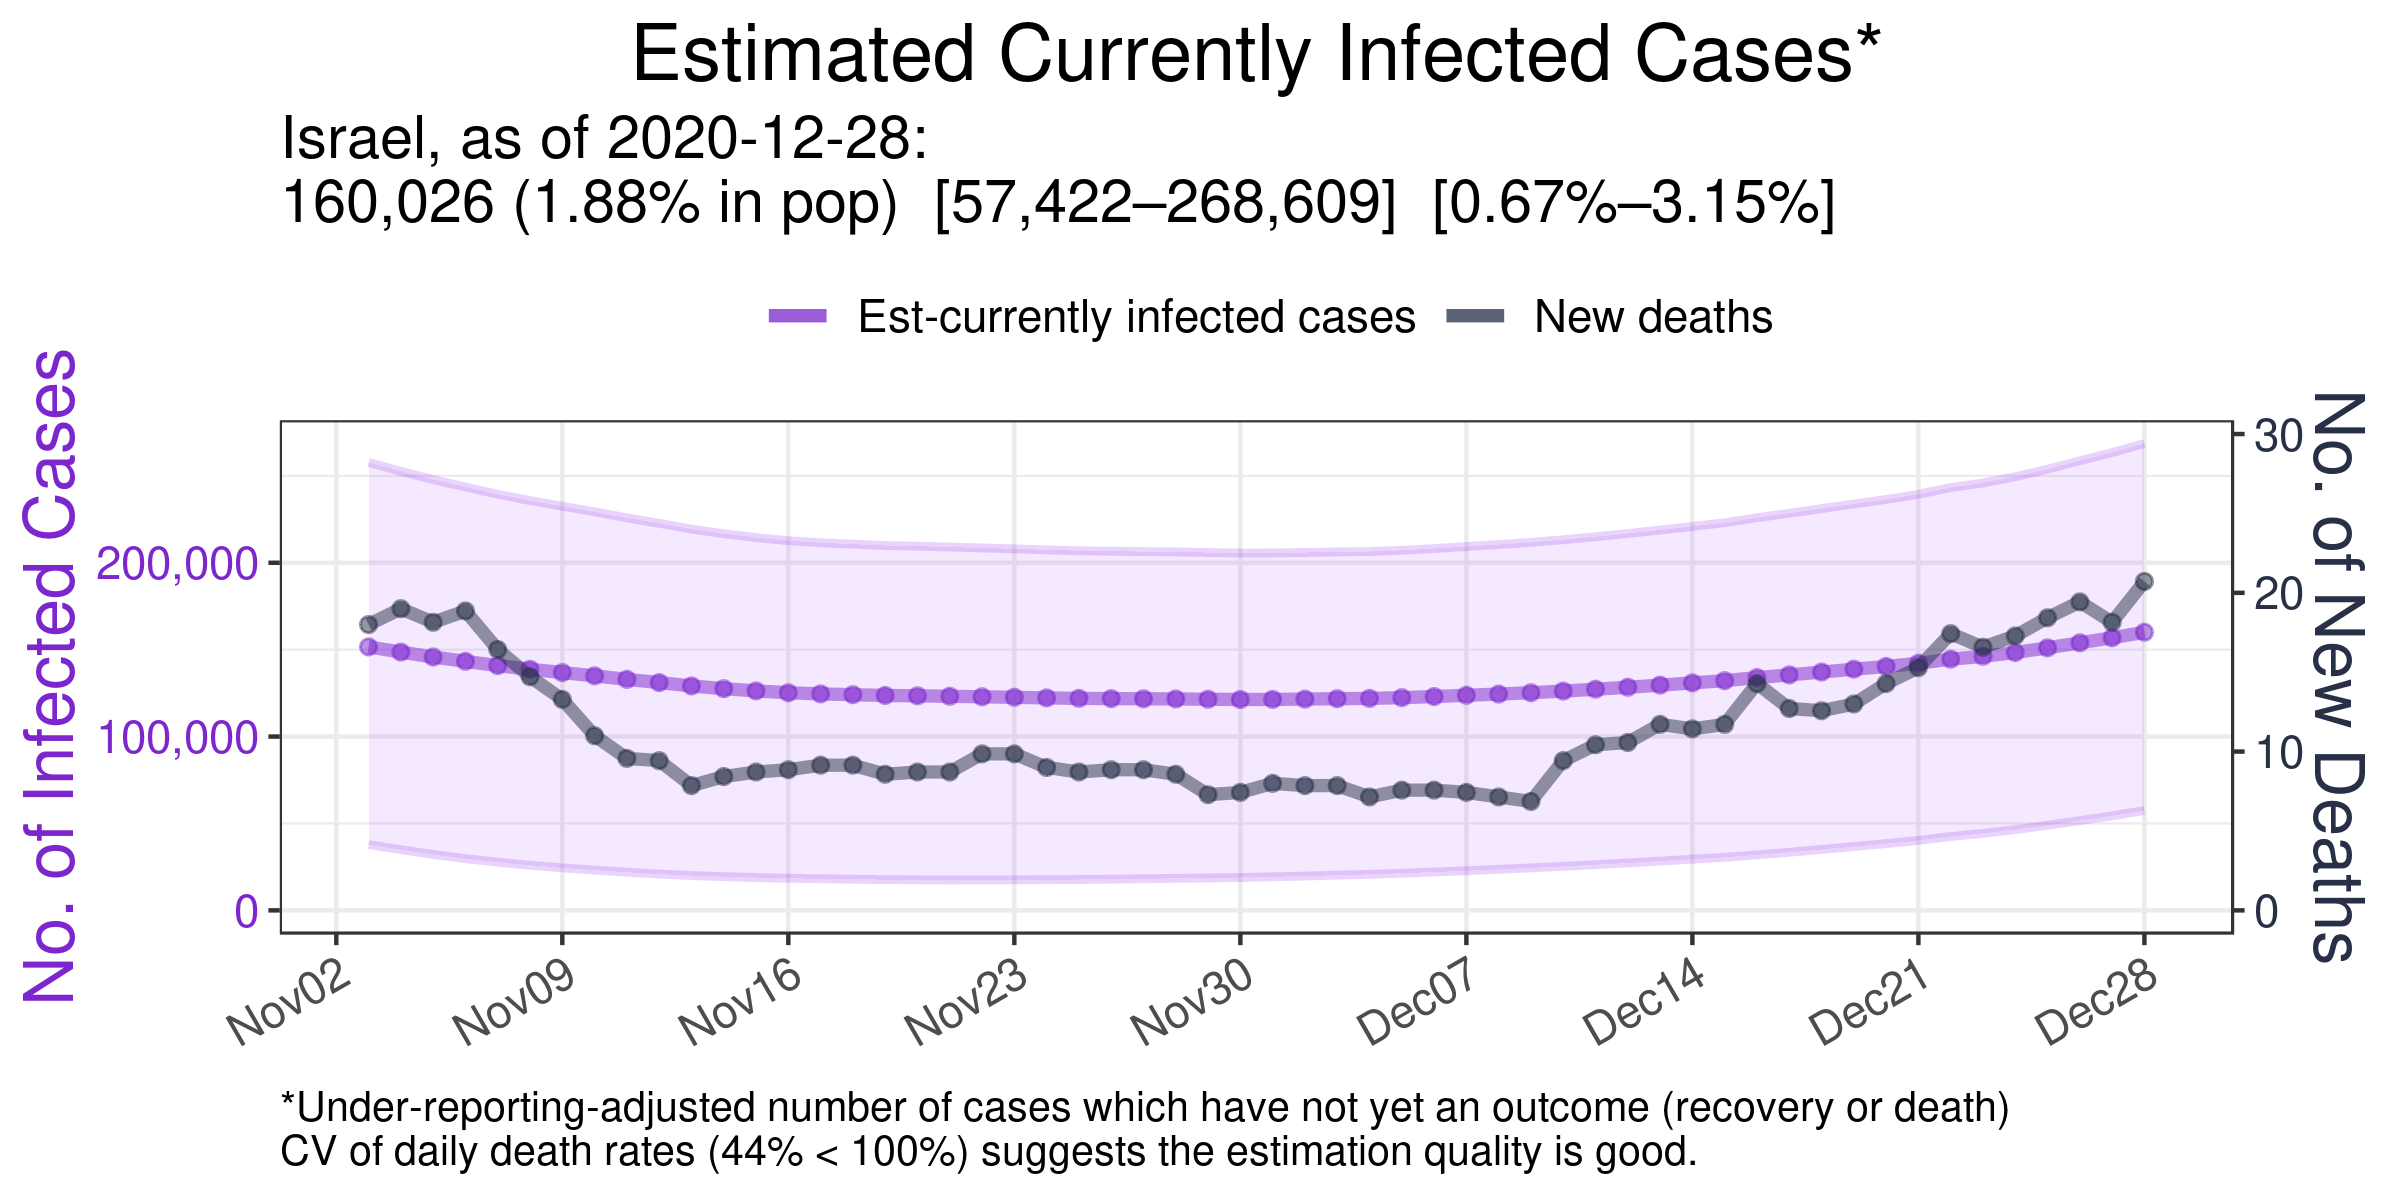 Estimated Currently Infected Cases*
Israel, as of 2020-12-28:
160,026 (1.88% in pop)  [57,422–268,609]  [0.67%–3.15%]
Est-currently infected cases
New deaths
No. of Infected Cases
200,000
100,000
0
30
20
10
0
No. of New Deaths
Nov02
Nov09
Nov16
Nov23
Nov30
Dec07
Dec14
Dec21
Dec28
*Under-reporting-adjusted number of cases which have not yet an outcome (recovery or death)
CV of daily death rates (44% < 100%) suggests the estimation quality is good.